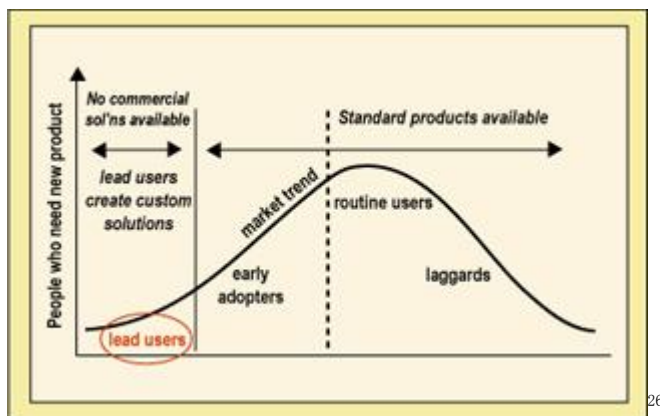 People who need new product
No commercial
sol'ns available
lead users
create custom
solutions
Standard products available
market trend
routine users
early
adopters
laggards
lead users
26